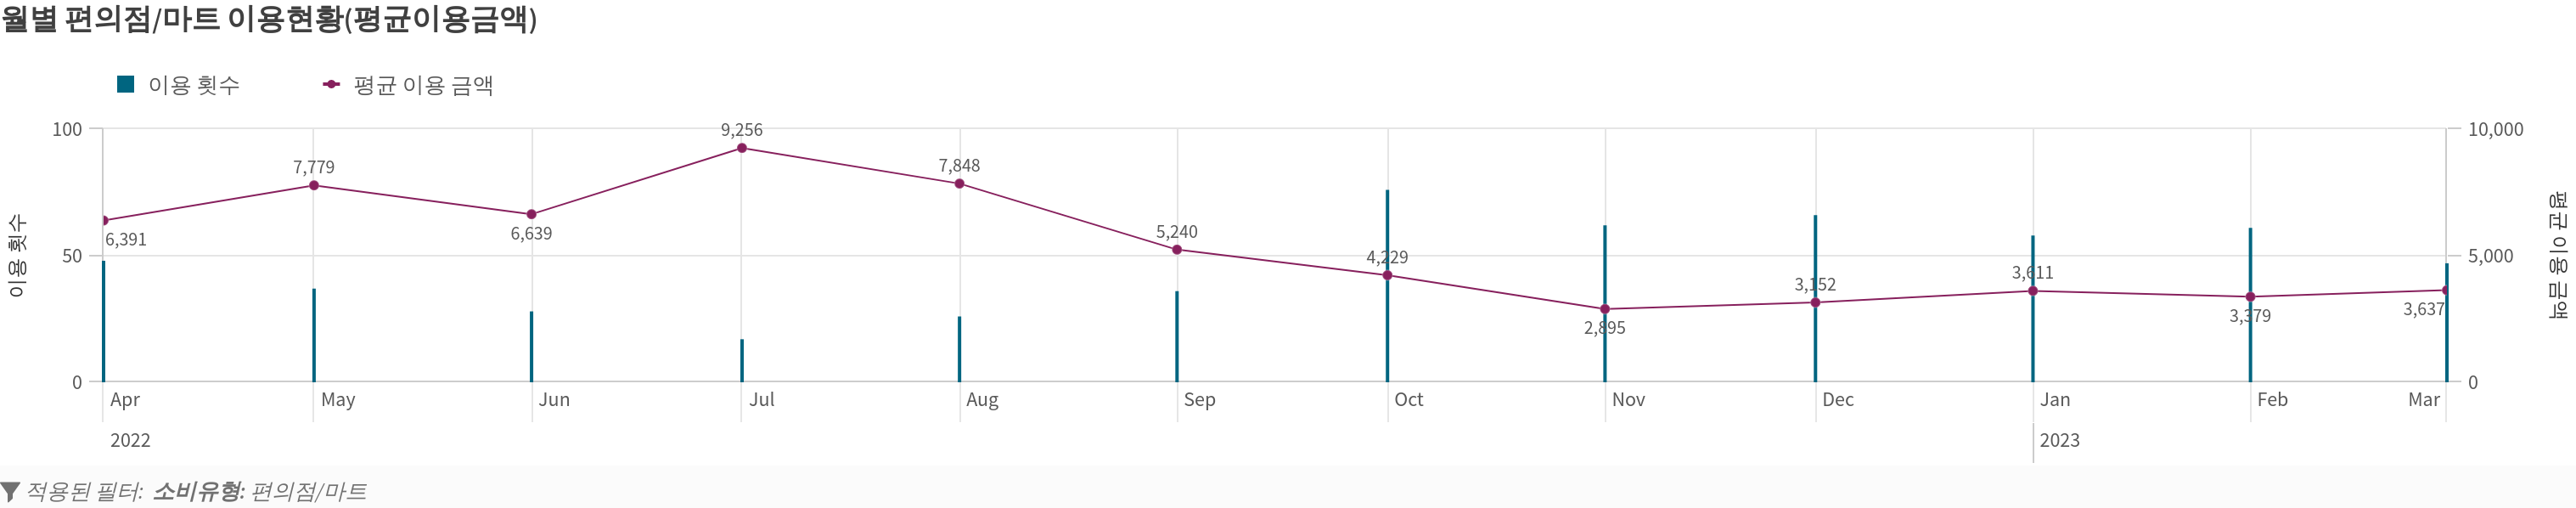 월별 편의점/마트 이용현황(평균이용금액)
이용 횟수 평균 이용 금액
100 9,256 10,000
7,779 7,848
6,391 6,639 5,240
50 4,229 5,000
3,611
3,152
2,895 3,379 3,637
0 0
이용 횟수
평균 이용 금액
Apr May Jun Jul Aug Sep Oct Nov Dec Jan Feb Mar
2022 2023
적용된 필터: 소비유형: 편의점/마트